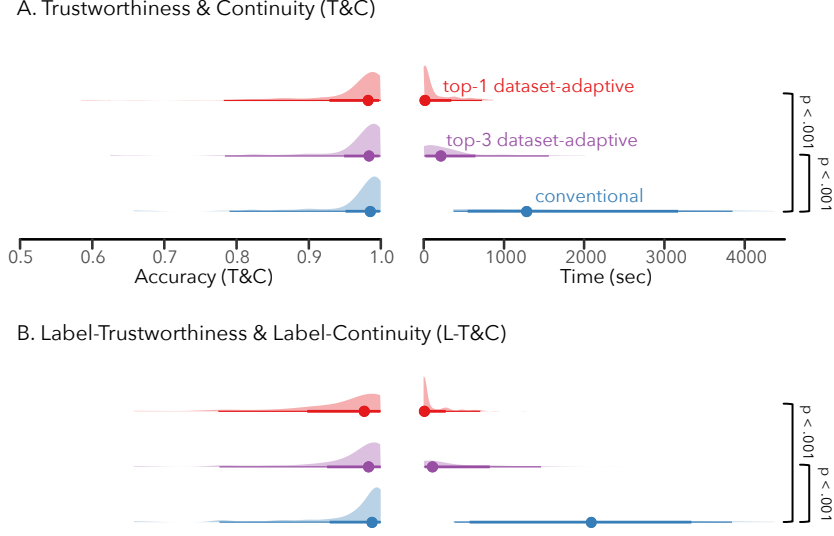 A. Trustworthiness & Continuity (T&C)
top-1 dataset-adaptive
top-3 dataset-adaptive
conventional
p < .001
p < .001
0.5 0.6 0.7 0.8 0.9 1.0
0 1000 2000 3000 4000
Accuracy (T&C)
Time (sec)
B. Label-Trustworthiness & Label-Continuity (L-T&C)
p < .001
p < .001